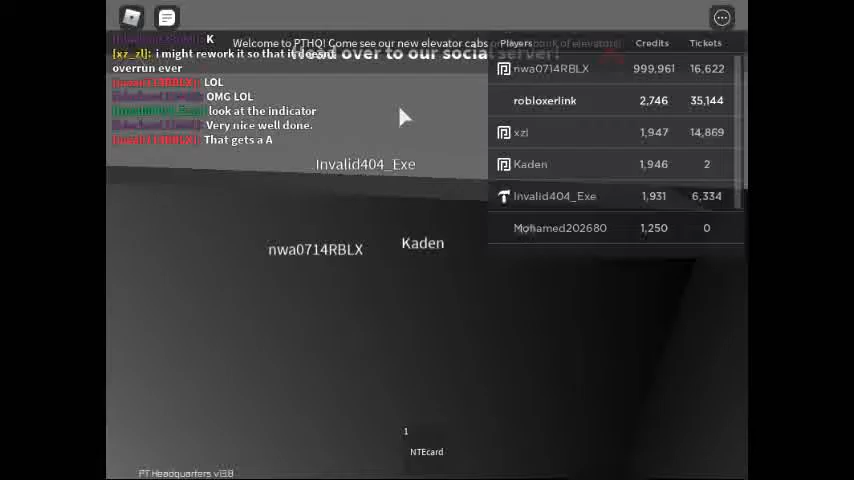 K
Welcome to PTHQ! Come see our new elevator cabs
Head over to our social server!
[xz_zl]: i might rework it so that it doesnt
overrun ever
LOL
OMG LOL
look at the indicator
Very nice well done.
That gets a A
Players Credits Tickets
nwa0714RBLX 999,961 16,622
robloxerlink 2,746 35,144
xzl 1,947 14,869
Kaden 1,946 2
Invalid404_Exe 1,931 6,334
Mohamed202680 1,250 0
Invalid404_Exe
Kaden
nwa0714RBLX
1
NTEcard
PT Headquarters